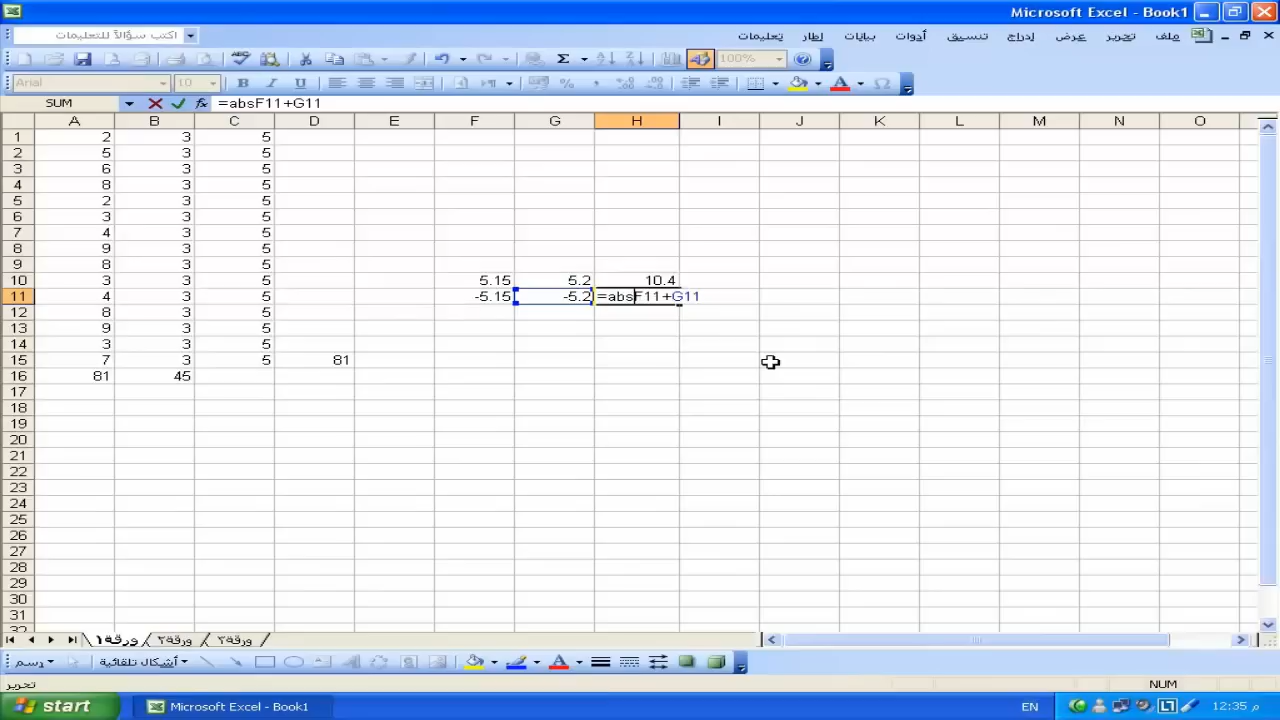 Microsoft Excel - Book1
ملف تحرير عرض إدراج تنسيق أدوات بيانات إطار تعليمات
اكتب سؤالاً للتعليمات
100%
Arial 10
SUM =absF11+G11
A B C D E F G H I J K L M N O
1 2 3 5
2 5 3 5
3 6 3 5
4 8 3 5
5 2 3 5
6 3 3 5
7 4 3 5
8 9 3 5
9 8 3 5
10 3 3 5 5.15 5.2 10.4
11 4 3 5 -5.15 -5.2 =absF11+G11
12 8 3 5
13 9 3 5
14 3 3 5
15 7 3 5 81
16 81 45
17
18
19
20
21
22
23
24
25
26
27
28
29
30
31
32
ورقة١ ورقة٢ ورقة٣
رسم أشكال تلقائية
تحرير NUM
start Microsoft Excel - Book1 EN 12:35 م